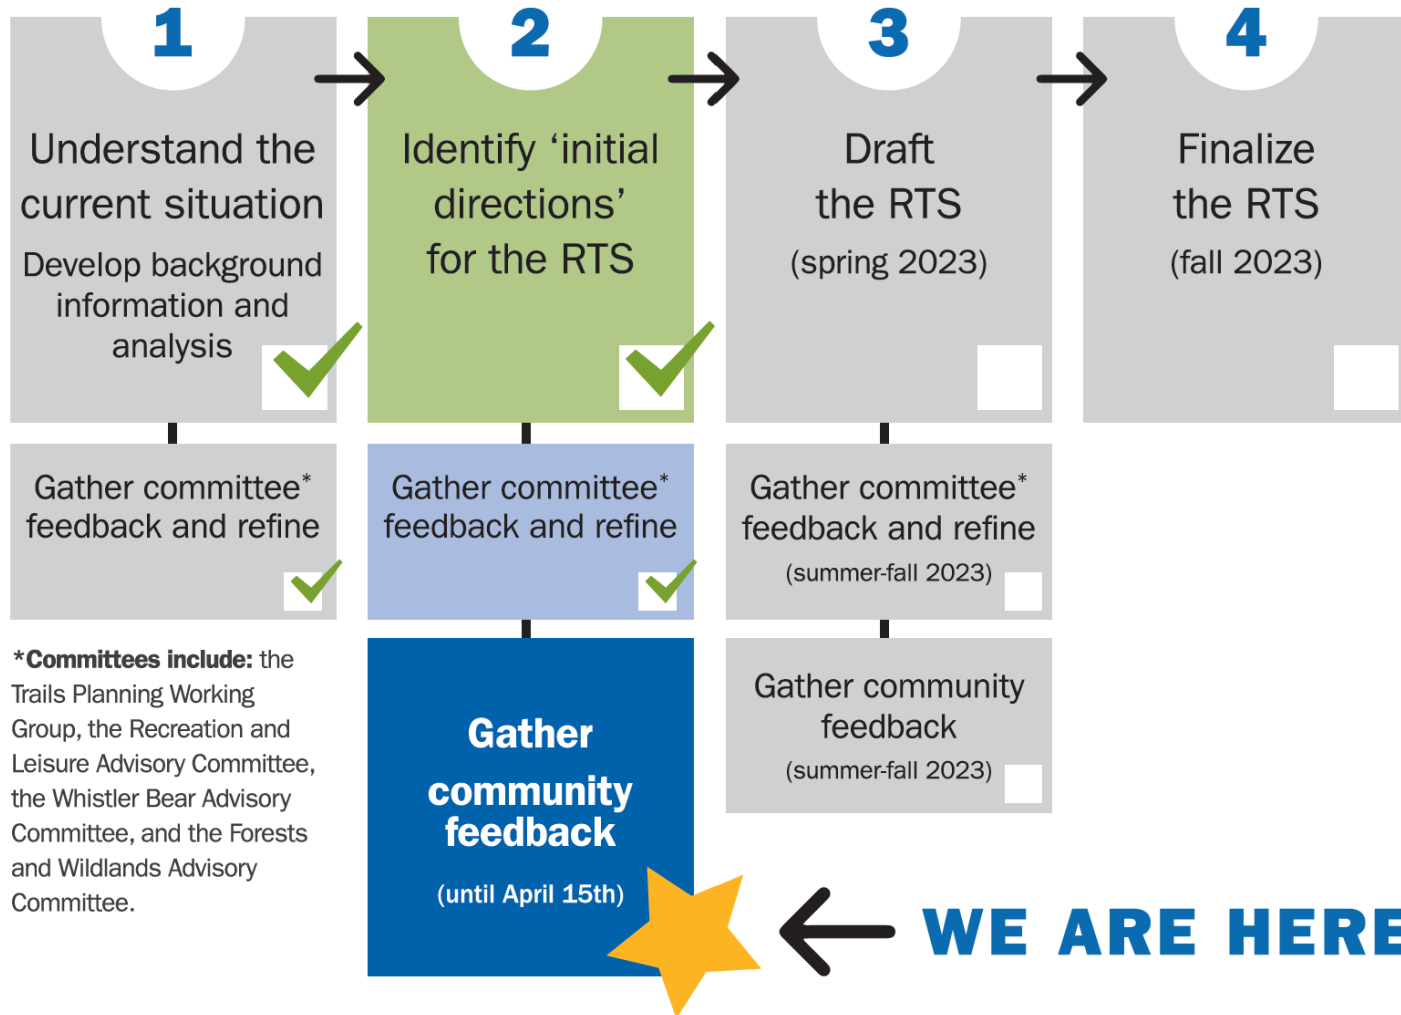 1
Understand the
current situation
Develop background
information and
analysis
Gather committee*
feedback and refine
*Committees include: the
Trails Planning Working
Group, the Recreation and
Leisure Advisory Committee,
the Whistler Bear Advisory
Committee, and the Forests
and Wildlands Advisory
Committee.
2
Identify ‘initial
directions’
for the RTS
Gather committee*
feedback and refine
Gather
community
feedback
(until April 15th)
3
Draft
the RTS
(spring 2023)
Gather committee*
feedback and refine
(summer-fall 2023)
Gather community
feedback
(summer-fall 2023)
4
Finalize
the RTS
(fall 2023)
WE ARE HERE